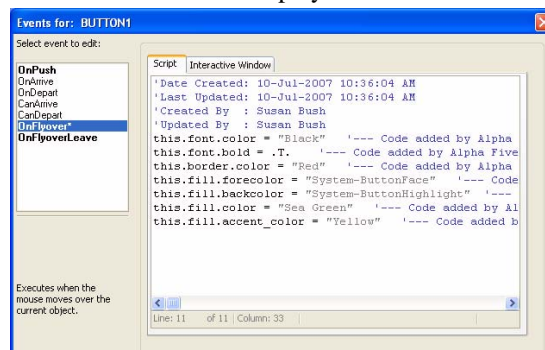 Events for: BUTTON1
Select event to edit:
OnPush
OnArrive
OnDepart
CanArrive
CanDepart
OnFlyover*
OnFlyoverLeave
Executes when the
mouse moves over the
current object.
Script Interactive Window
'Date Created: 10-Jul-2007 10:36:04 AM
'Last Updated: 10-Jul-2007 10:36:04 AM
'Created By : Susan Bush
'Updated By : Susan Bush
this.font.color = "Black" '--- Code added by Alpha
this.font.bold = .T. '--- Code added by Alpha Five
this.border.color = "Red" '--- Code added by Alpha
this.fill.forecolor = "System-ButtonFace" '--- Code
this.fill.backcolor = "System-ButtonHighlight" '---
this.fill.color = "Sea Green" '--- Code added by Al
this.fill.accent_color = "Yellow" '--- Code added b
Line: 11 of 11 Column: 33